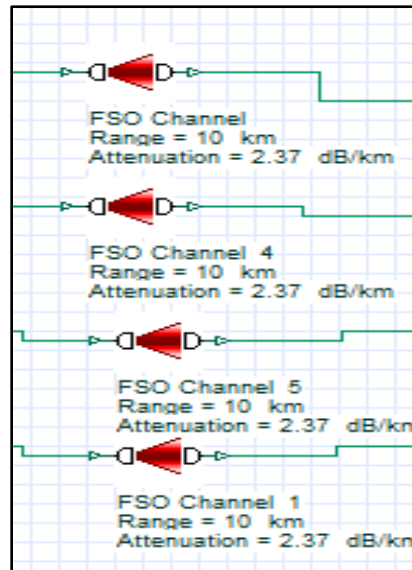 FSO Channel
Range = 10 km
Attenuation = 2.37 dB/km
FSO Channel 4
Range = 10 km
Attenuation = 2.37 dB/km
FSO Channel 5
Range = 10 km
Attenuation = 2.37 dB/km
FSO Channel 1
Range = 10 km
Attenuation = 2.37 dB/km